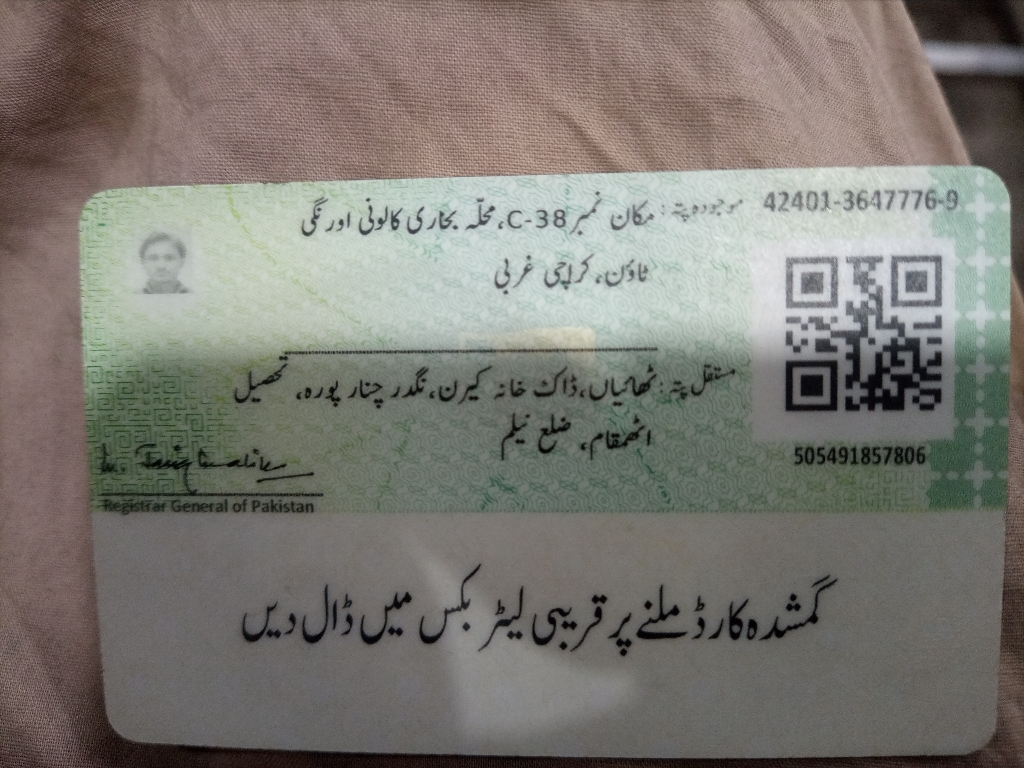 42401-3647776-9
موجودہ پتہ: مکان نمبر C-38، محلّہ بخاری کالونی اورنگی
ٹاؤن، کراچی غربی
مستقل پتہ: ٹھائیاں، ڈاک خانہ کیرن، نگدر چنار پورہ، تحصیل
اٹھمقام، ضلع نیلم
505491857806
Registrar General of Pakistan
گمشدہ کارڈ ملنے پر قریبی لیٹر بکس میں ڈال دیں